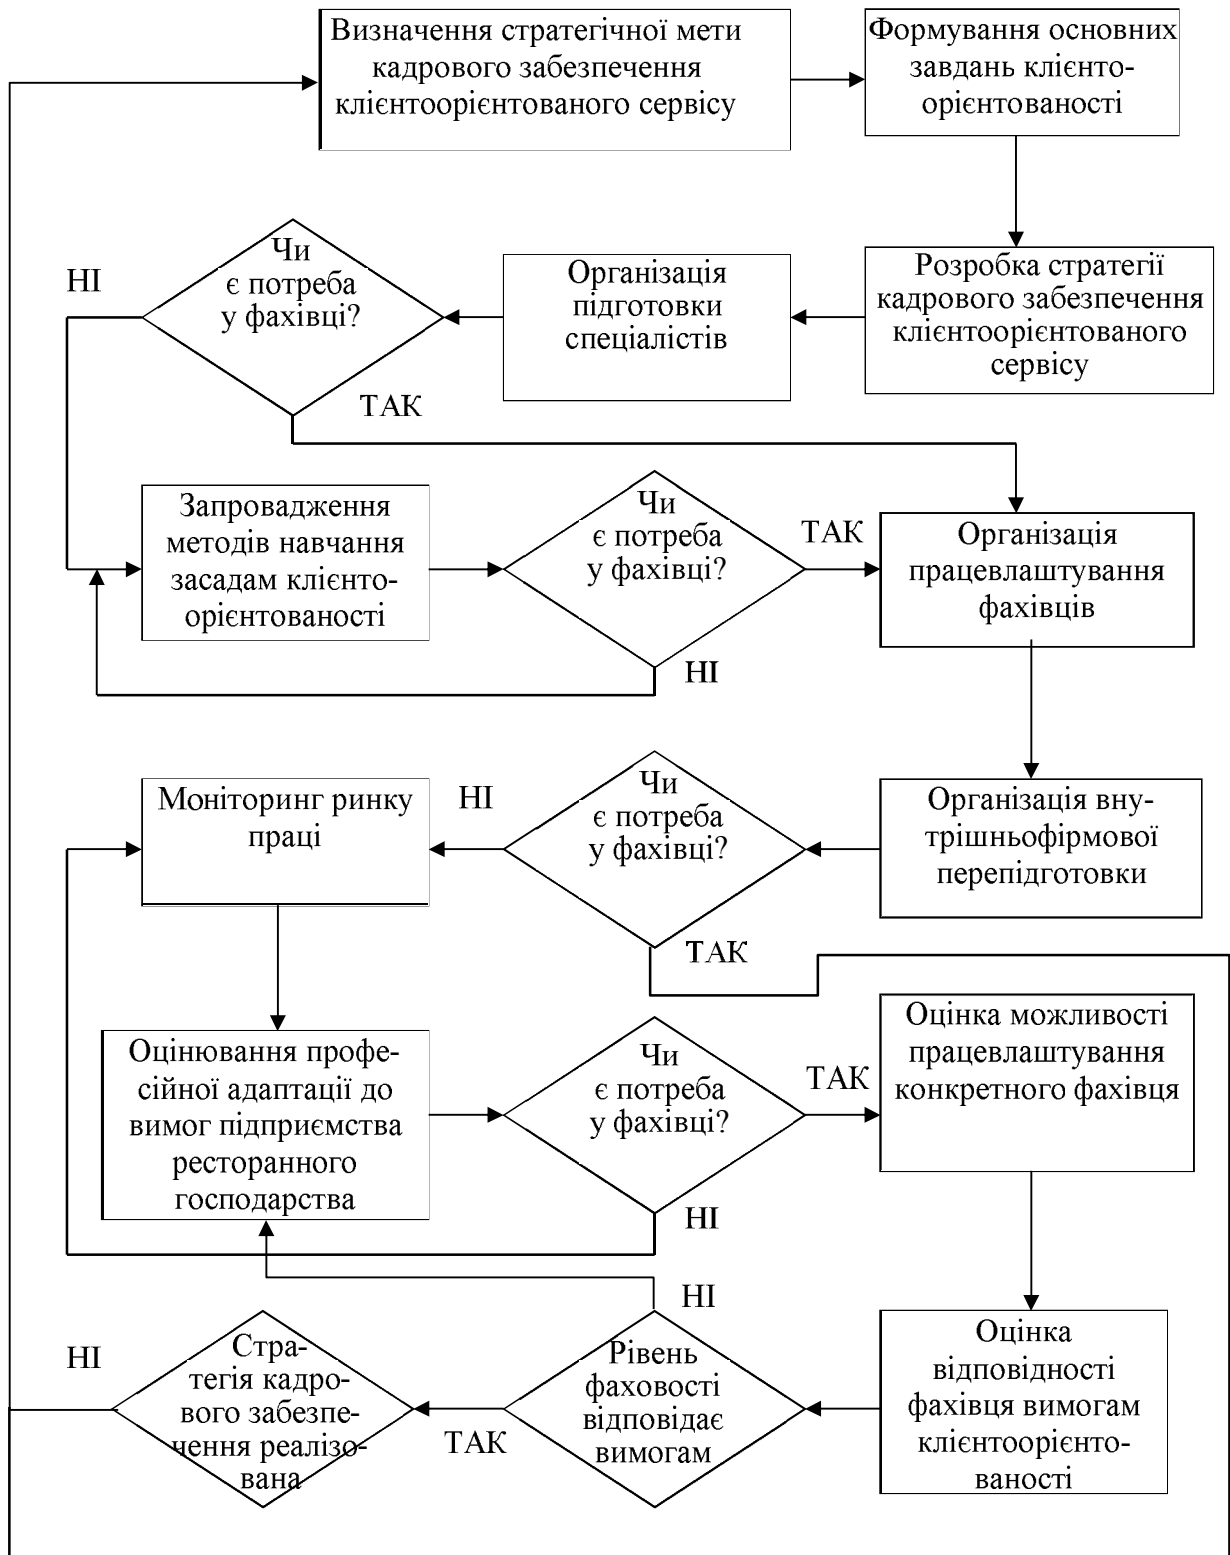 Визначення стратегічної мети
кадрового забезпечення
клієнтоорієнтованого сервісу
Формування основних
завдань клієнто-
орієнтованості
Розробка стратегії
кадрового забезпечення
клієнтоорієнтованого
сервісу
Організація
підготовки
спеціалістів
Чи
є потреба
у фахівці?
НІ
ТАК
Запровадження
методів навчання
засадам клієнто-
орієнтованості
Чи
є потреба
у фахівці?
ТАК
НІ
Організація
працевлаштування
фахівців
Організація вну-
трішньофірмової
перепідготовки
Чи
є потреба
у фахівці?
НІ
ТАК
Моніторинг ринку
праці
Оцінювання профе-
сійної адаптації до
вимог підприємства
ресторанного
господарства
Чи
є потреба
у фахівці?
ТАК
НІ
Оцінка можливості
працевлаштування
конкретного фахівця
Оцінка
відповідності
фахівця вимогам
клієнтоорієнто-
ваності
Рівень
фаховості
відповідає
вимогам
НІ
ТАК
Стра-
тегія кадро-
вого забезпе-
чення реалізо-
вана
НІ